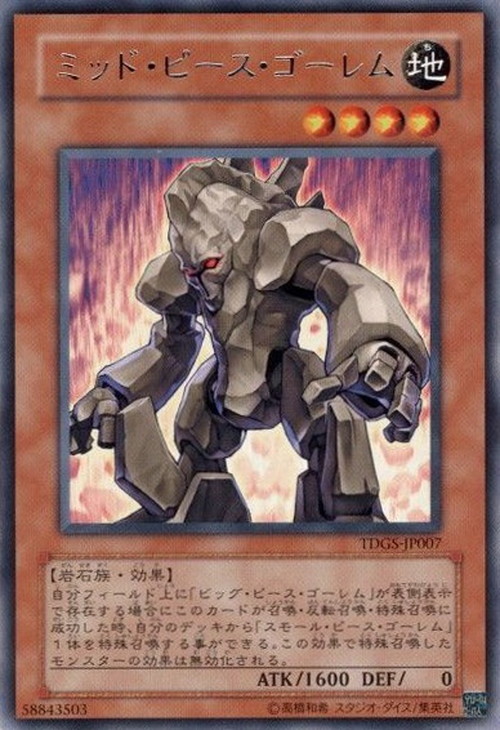 ミッド・ピース・ゴーレム
地
TDGS-JP007
【岩石族・効果】
自分フィールド上に「ビッグ・ピース・ゴーレム」が表側表示
で存在する場合にこのカードが召喚・反転召喚・特殊召喚に
成功した時、自分のデッキから「スモール・ピース・ゴーレム」
1体を特殊召喚する事ができる。この効果で特殊召喚した
モンスターの効果は無効化される。
ATK/1600 DEF/ 0
58843503
©高橋和希 スタジオ・ダイス/集英社